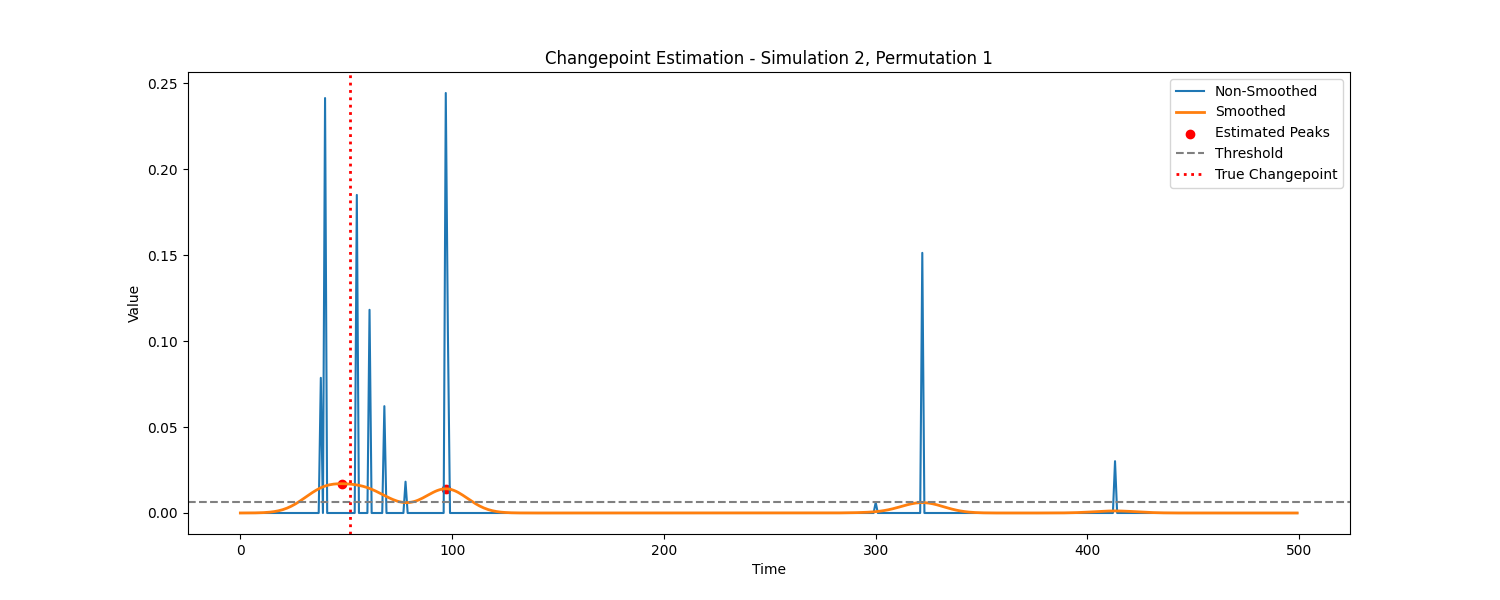 Changepoint Estimation - Simulation 2, Permutation 1
Non-Smoothed
Smoothed
Estimated Peaks
Threshold
True Changepoint
Value
0.25
0.20
0.15
0.10
0.05
0.00
0 100 200 300 400 500
Time